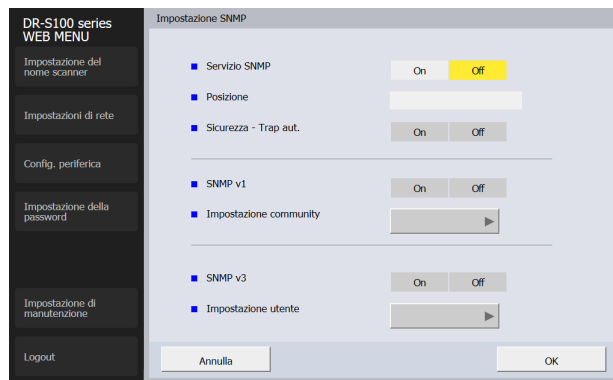 DR-S100 series
WEB MENU
Impostazione del
nome scanner
Impostazioni di rete
Config. periferica
Impostazione della
password
Impostazione di
manutenzione
Logout
Impostazione SNMP
Servizio SNMP On Off
Posizione
Sicurezza - Trap aut. On Off
SNMP v1 On Off
Impostazione community
SNMP v3 On Off
Impostazione utente
Annulla OK